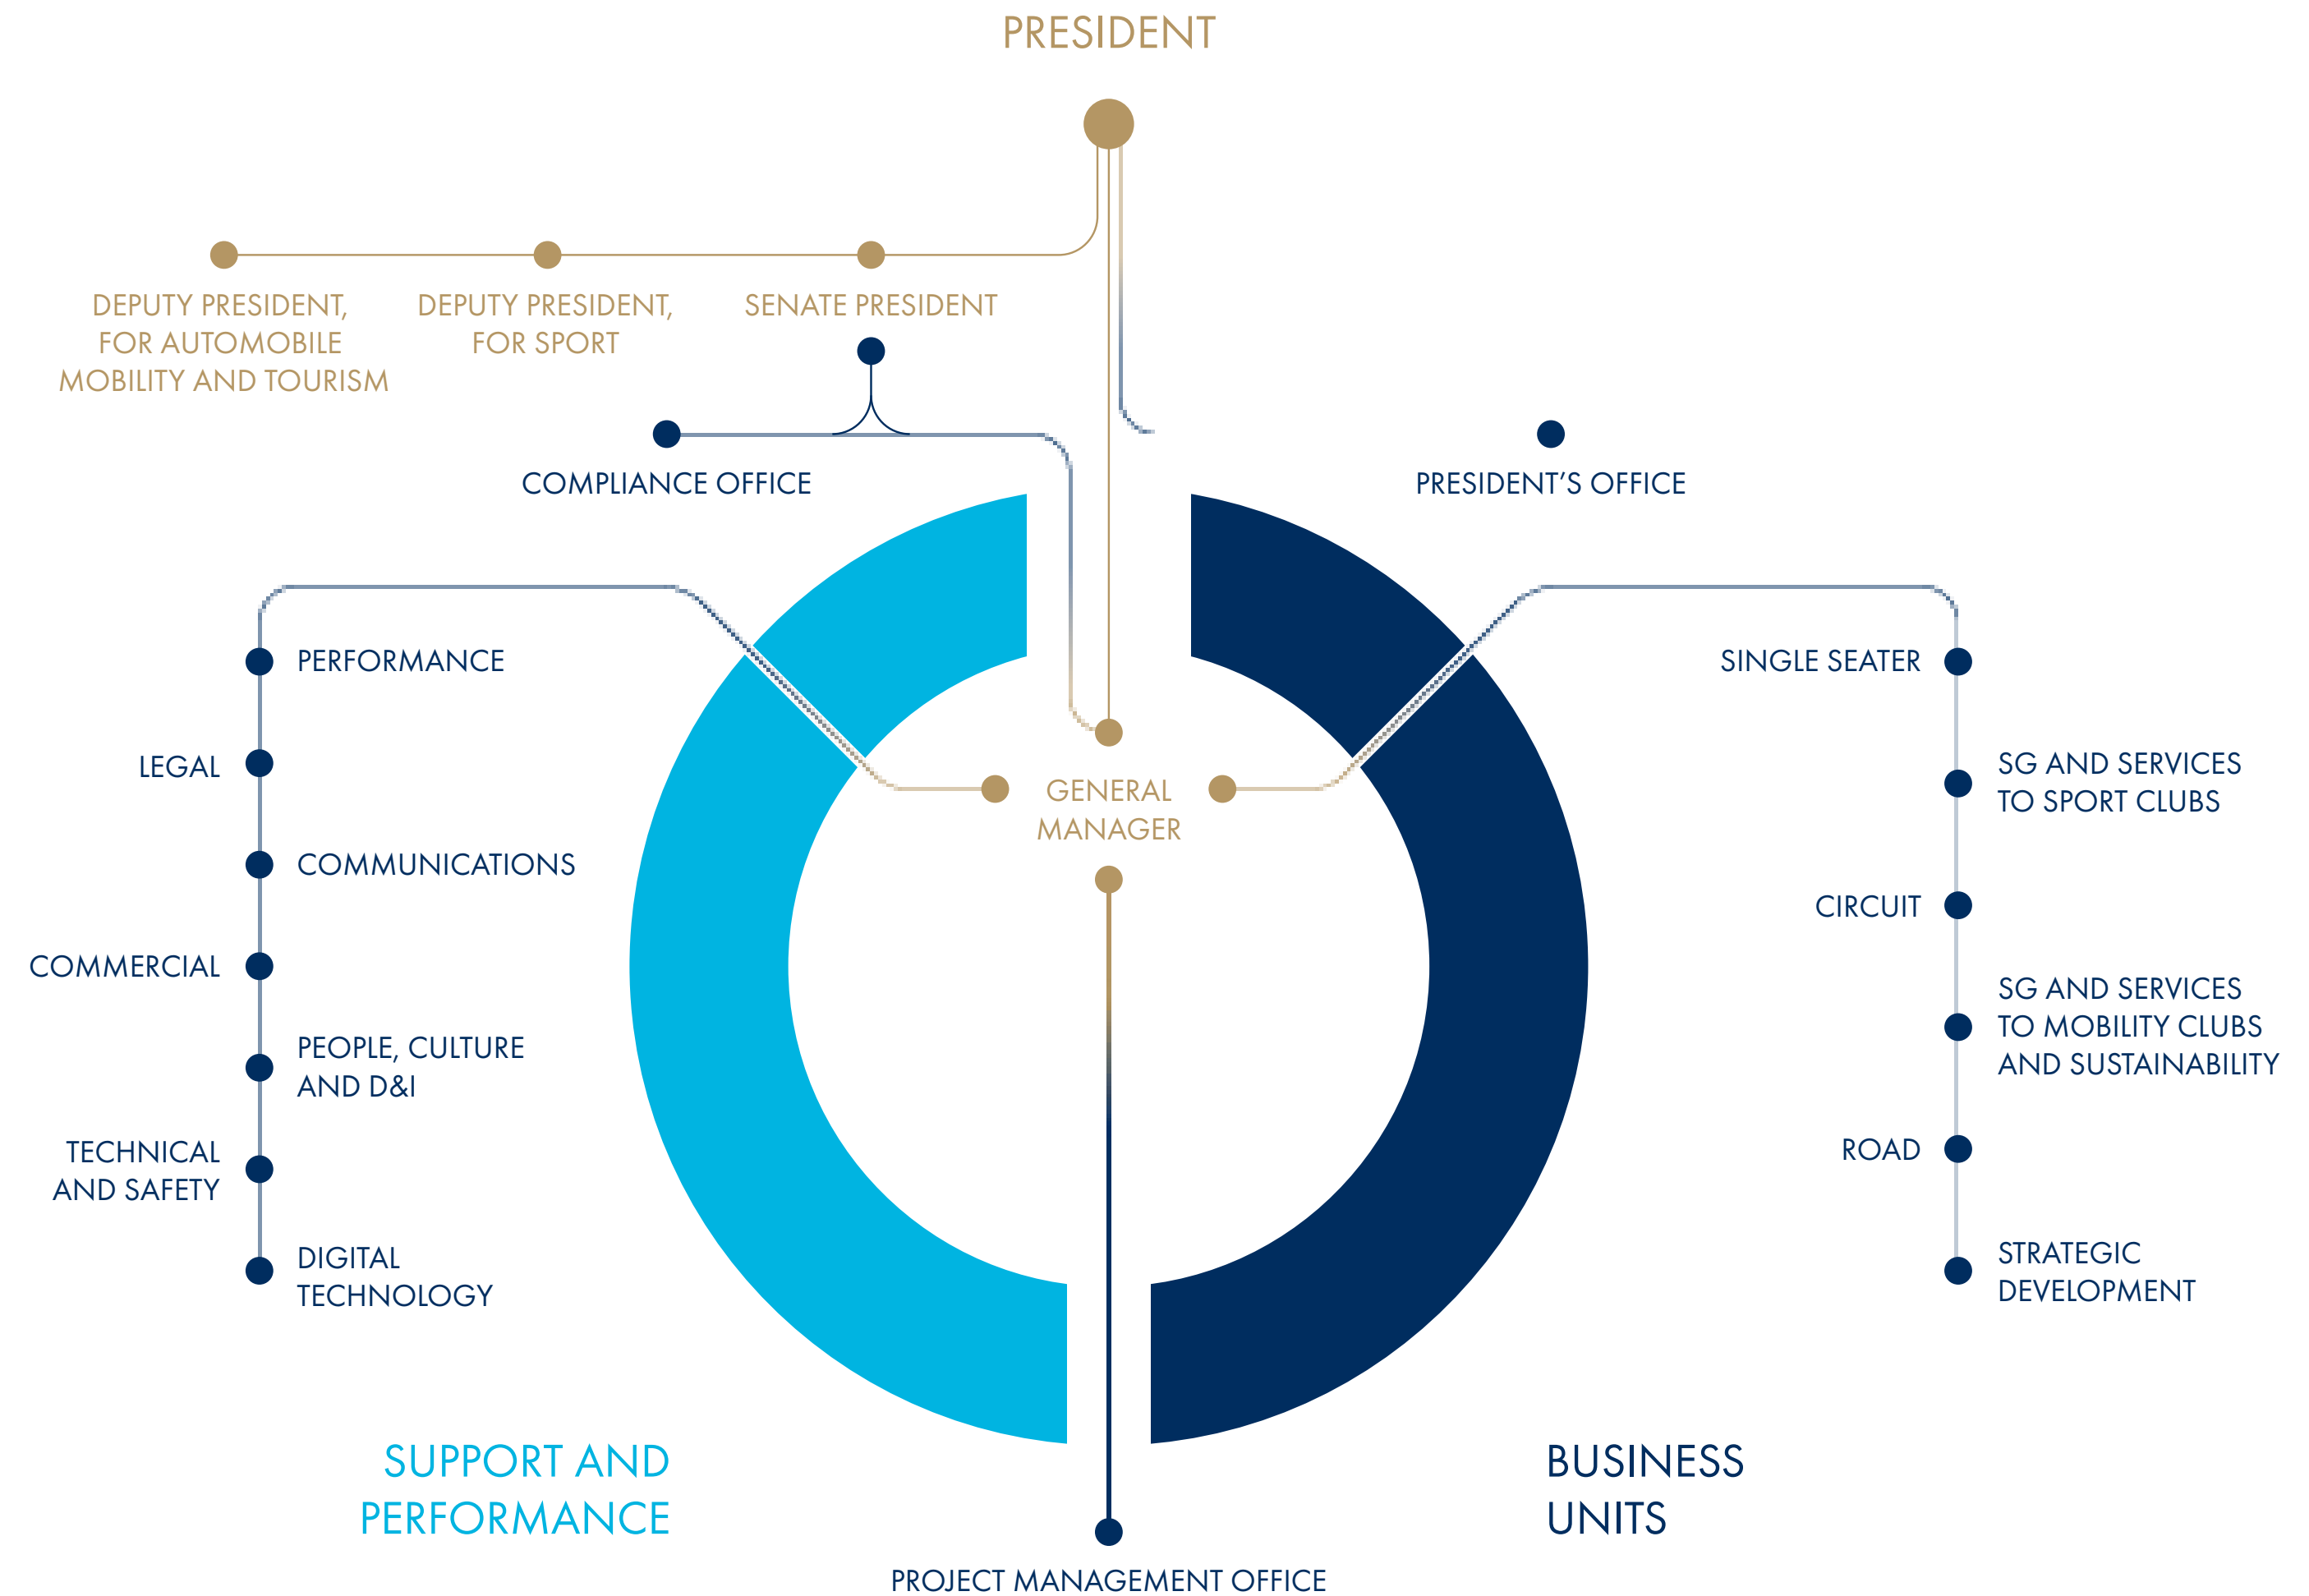 PRESIDENT
DEPUTY PRESIDENT,
FOR AUTOMOBILE
MOBILITY AND TOURISM
DEPUTY PRESIDENT,
FOR SPORT
SENATE PRESIDENT
COMPLIANCE OFFICE
PRESIDENT’S OFFICE
GENERAL
MANAGER
PERFORMANCE
LEGAL
COMMUNICATIONS
COMMERCIAL
PEOPLE, CULTURE
AND D&I
TECHNICAL
AND SAFETY
DIGITAL
TECHNOLOGY
SINGLE SEATER
SG AND SERVICES
TO SPORT CLUBS
CIRCUIT
SG AND SERVICES
TO MOBILITY CLUBS
AND SUSTAINABILITY
ROAD
STRATEGIC
DEVELOPMENT
SUPPORT AND
PERFORMANCE
BUSINESS
UNITS
PROJECT MANAGEMENT OFFICE